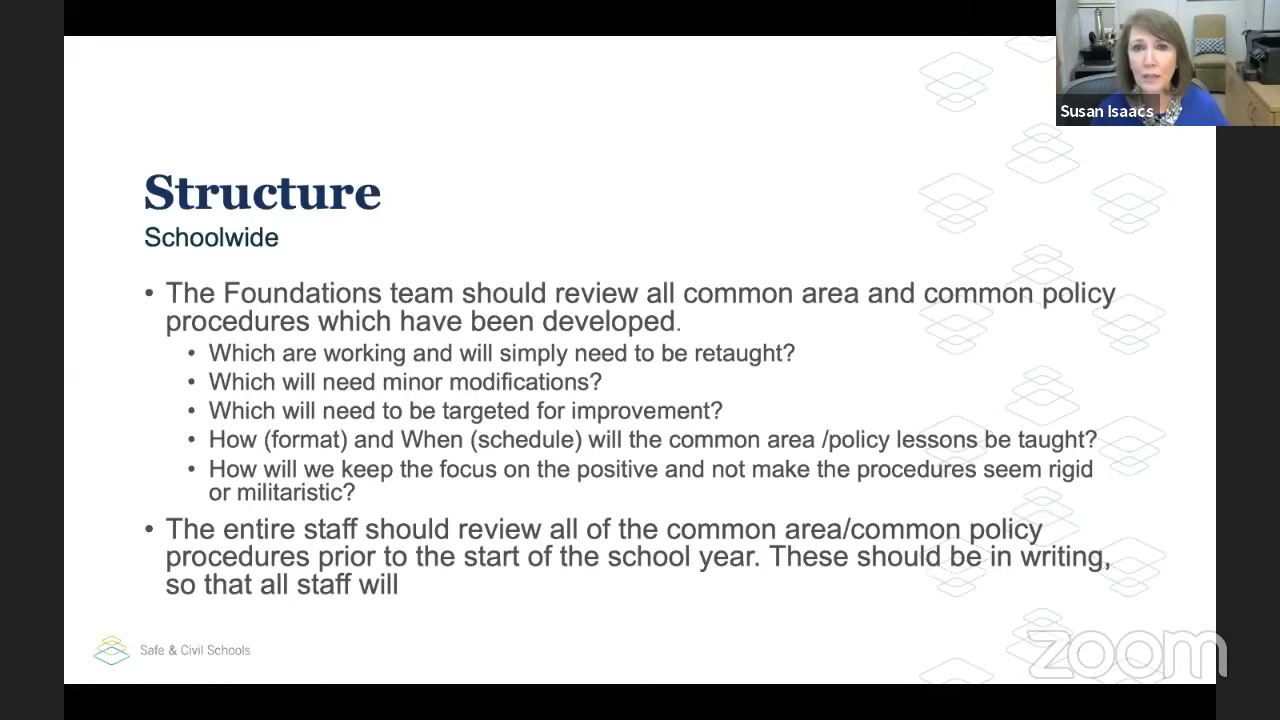 Susan Isaacs
Structure
Schoolwide
• The Foundations team should review all common area and common policy
procedures which have been developed.
• Which are working and will simply need to be retaught?
• Which will need minor modifications?
• Which will need to be targeted for improvement?
• How (format) and When (schedule) will the common area /policy lessons be taught?
• How will we keep the focus on the positive and not make the procedures seem rigid
or militaristic?
• The entire staff should review all of the common area/common policy
procedures prior to the start of the school year. These should be in writing,
so that all staff will
Safe & Civil Schools
zoom